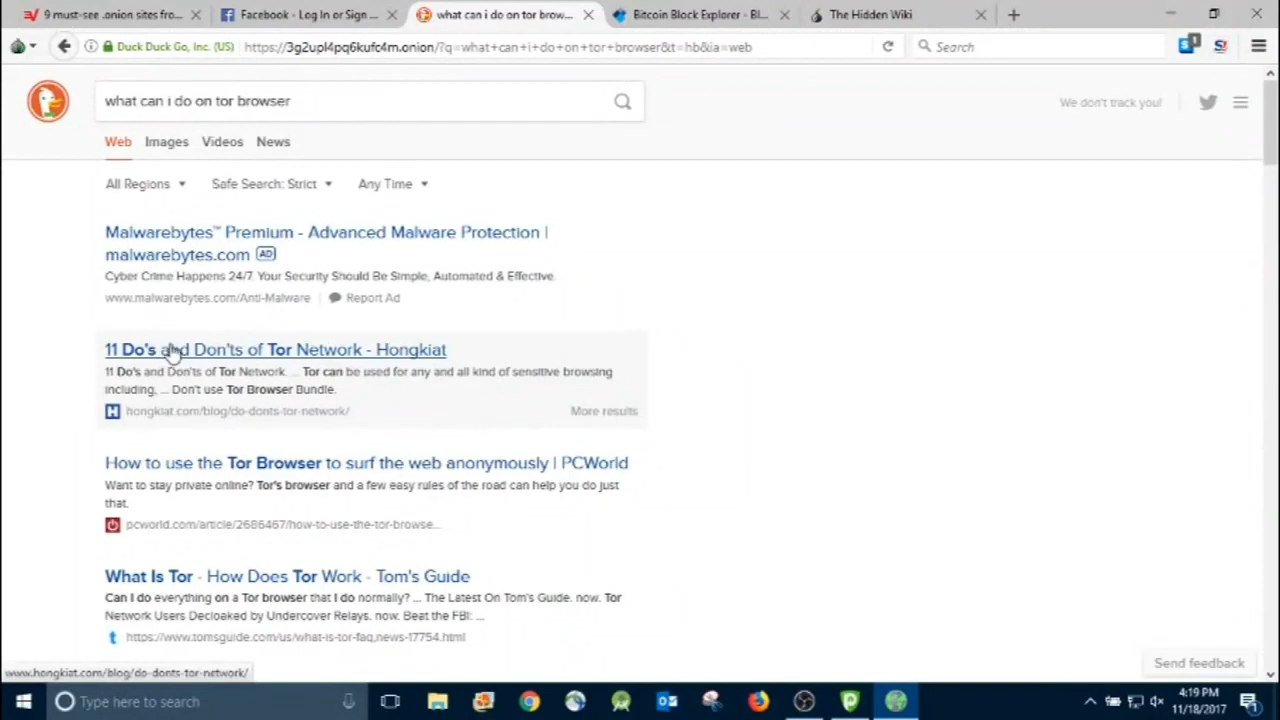 9 must-see .onion sites fro...
Facebook - Log In or Sign ...
what can i do on tor brow...
Bitcoin Block Explorer - Bl...
The Hidden Wiki
Duck Duck Go, Inc. (US)
https://3g2upl4pq6kufc4m.onion/?q=what+can+i+do+on+tor+browser&t=hb&ia=web
Search
1
what can i do on tor browser
We don't track you!
Web Images Videos News
All Regions Safe Search: Strict Any Time
Malwarebytes™ Premium - Advanced Malware Protection |
malwarebytes.com AD
Cyber Crime Happens 24/7 Your Security Should Be Simple, Automated & Effective.
www.malwarebytes.com/Anti-Malware Report Ad
11 Do's and Don'ts of Tor Network - Hongkiat
11 Do's and Don'ts of Tor Network. ... Tor can be used for any and all kind of sensitive browsing
including, ... Don't use Tor Browser Bundle.
hongkiat.com/blog/do-donts-tor-network/ More results
How to use the Tor Browser to surf the web anonymously | PCWorld
Want to stay private online? Tor's browser and a few easy rules of the road can help you do just
that.
pcworld.com/article/2686467/how-to-use-the-tor-browse...
What Is Tor - How Does Tor Work - Tom's Guide
Can I do everything on a Tor browser that I do normally? ... The Latest On Tom's Guide. now. Tor
Network Users Decloaked by Undercover Relays. now. Beat the FBI: ...
https://www.tomsguide.com/us/what-is-tor-faq,news-17754.html
Send feedback
www.hongkiat.com/blog/do-donts-tor-network/
Type here to search
4:19 PM
11/18/2017